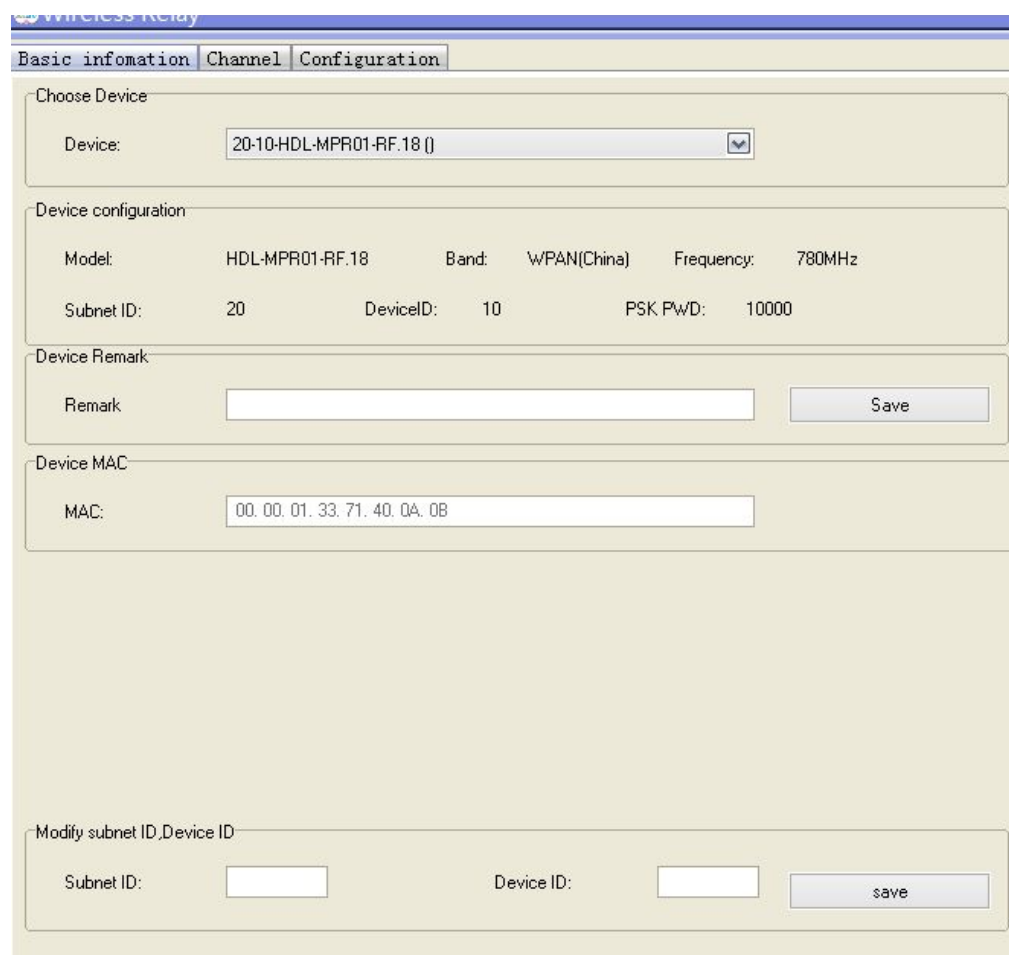 Wireless Relay
Basic infomation Channel Configuration
Choose Device
Device: 20-10-HDL-MPR01-RF.18 ()
Device configuration
Model: HDL-MPR01-RF.18 Band: WPAN(China) Frequency: 780MHz
Subnet ID: 20 DeviceID: 10 PSK PWD: 10000
Device Remark
Remark Save
Device MAC
MAC: 00. 00. 01. 33. 71. 40. 0A. 0B
Modify subnet ID,Device ID
Subnet ID: Device ID: save